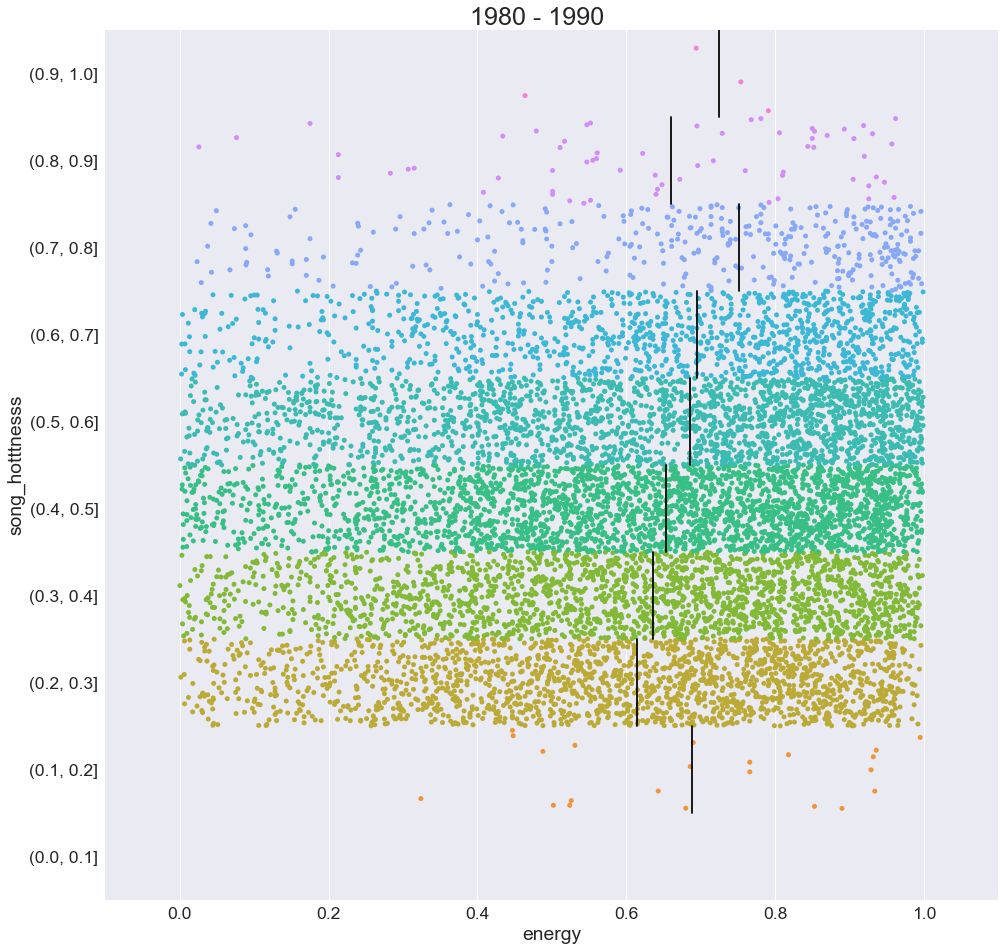 1980 - 1990
song_hotttnesss
(0.9, 1.0]
(0.8, 0.9]
(0.7, 0.8]
(0.6, 0.7]
(0.5, 0.6]
(0.4, 0.5]
(0.3, 0.4]
(0.2, 0.3]
(0.1, 0.2]
(0.0, 0.1]
0.0 0.2 0.4 0.6 0.8 1.0
energy